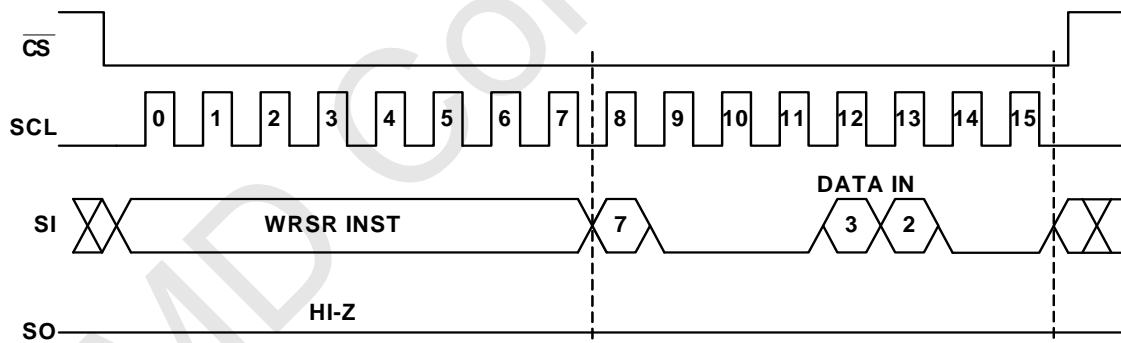 CS
SCL 0 1 2 3 4 5 6 7 8 9 10 11 12 13 14 15
DATA IN
SI WRSR INST 7 3 2
HI-Z
SO